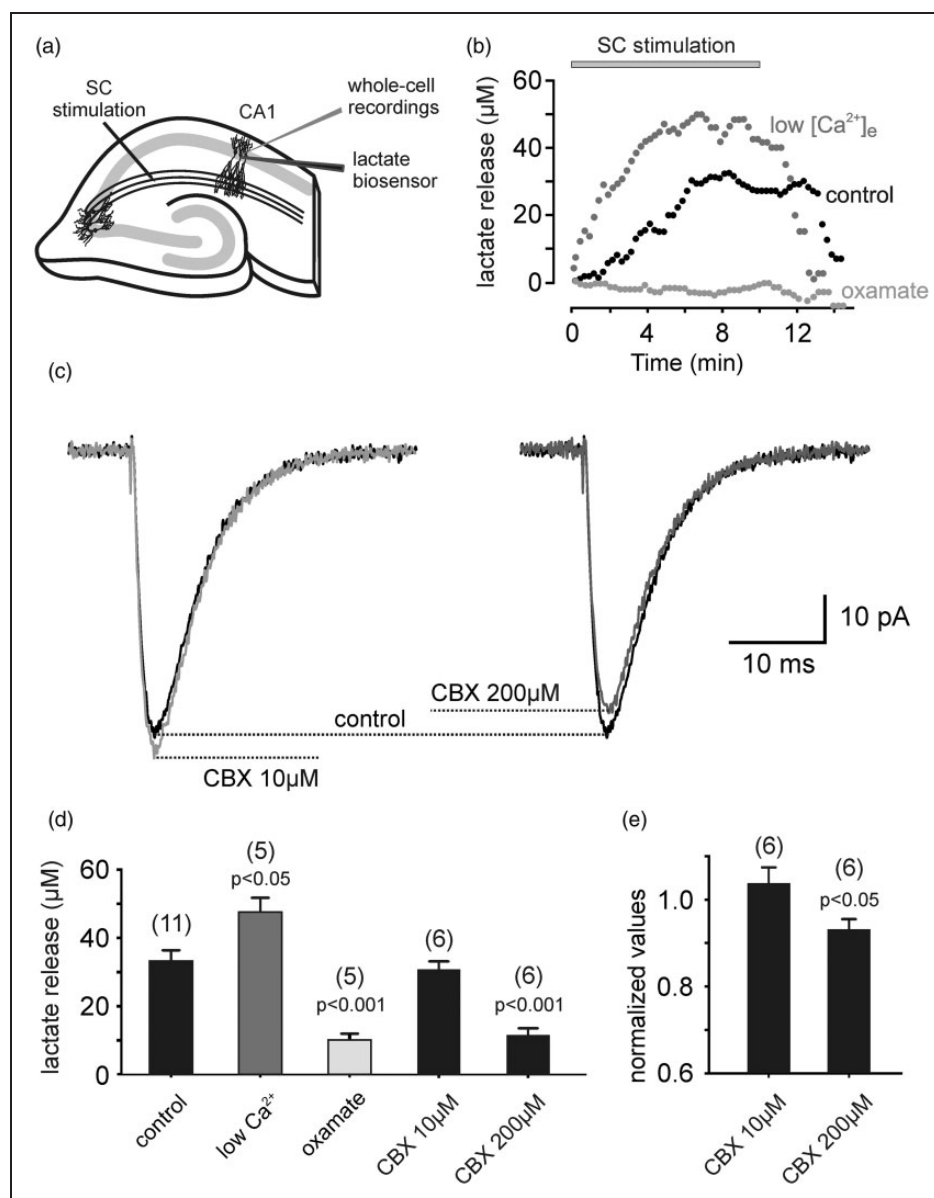 (a)
SC
stimulation
CA1
whole-cell
recordings
lactate
biosensor
(b)
SC stimulation
lactate release (µM)
60
40
20
0
low [Ca²⁺]ₑ
control
oxamate
0 4 8 12
Time (min)
(c)
CBX 200µM
control
CBX 10µM
10 pA
10 ms
(d)
lactate release (µM)
60
40
20
0
(11)
(5)
p<0.05
(5)
p<0.001
(6)
(6)
p<0.001
control
low Ca²⁺
oxamate
CBX 10µM
CBX 200µM
(e)
normalized values
1.0
0.8
0.6
(6)
(6)
p<0.05
CBX 10µM
CBX 200µM